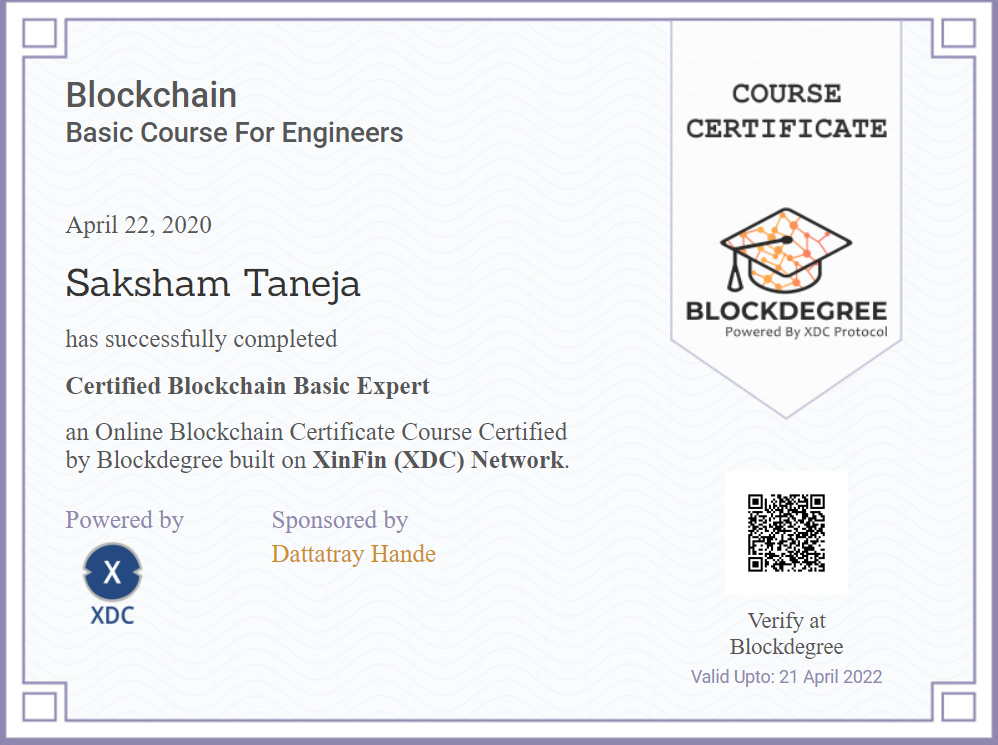 Blockchain
Basic Course For Engineers
April 22, 2020
Saksham Taneja
has successfully completed
Certified Blockchain Basic Expert
an Online Blockchain Certificate Course Certified
by Blockdegree built on XinFin (XDC) Network.
Powered by
X
XDC
Sponsored by
Dattatray Hande
COURSE
CERTIFICATE
BLOCKDEGREE
Powered By XDC Protocol
Verify at
Blockdegree
Valid Upto: 21 April 2022